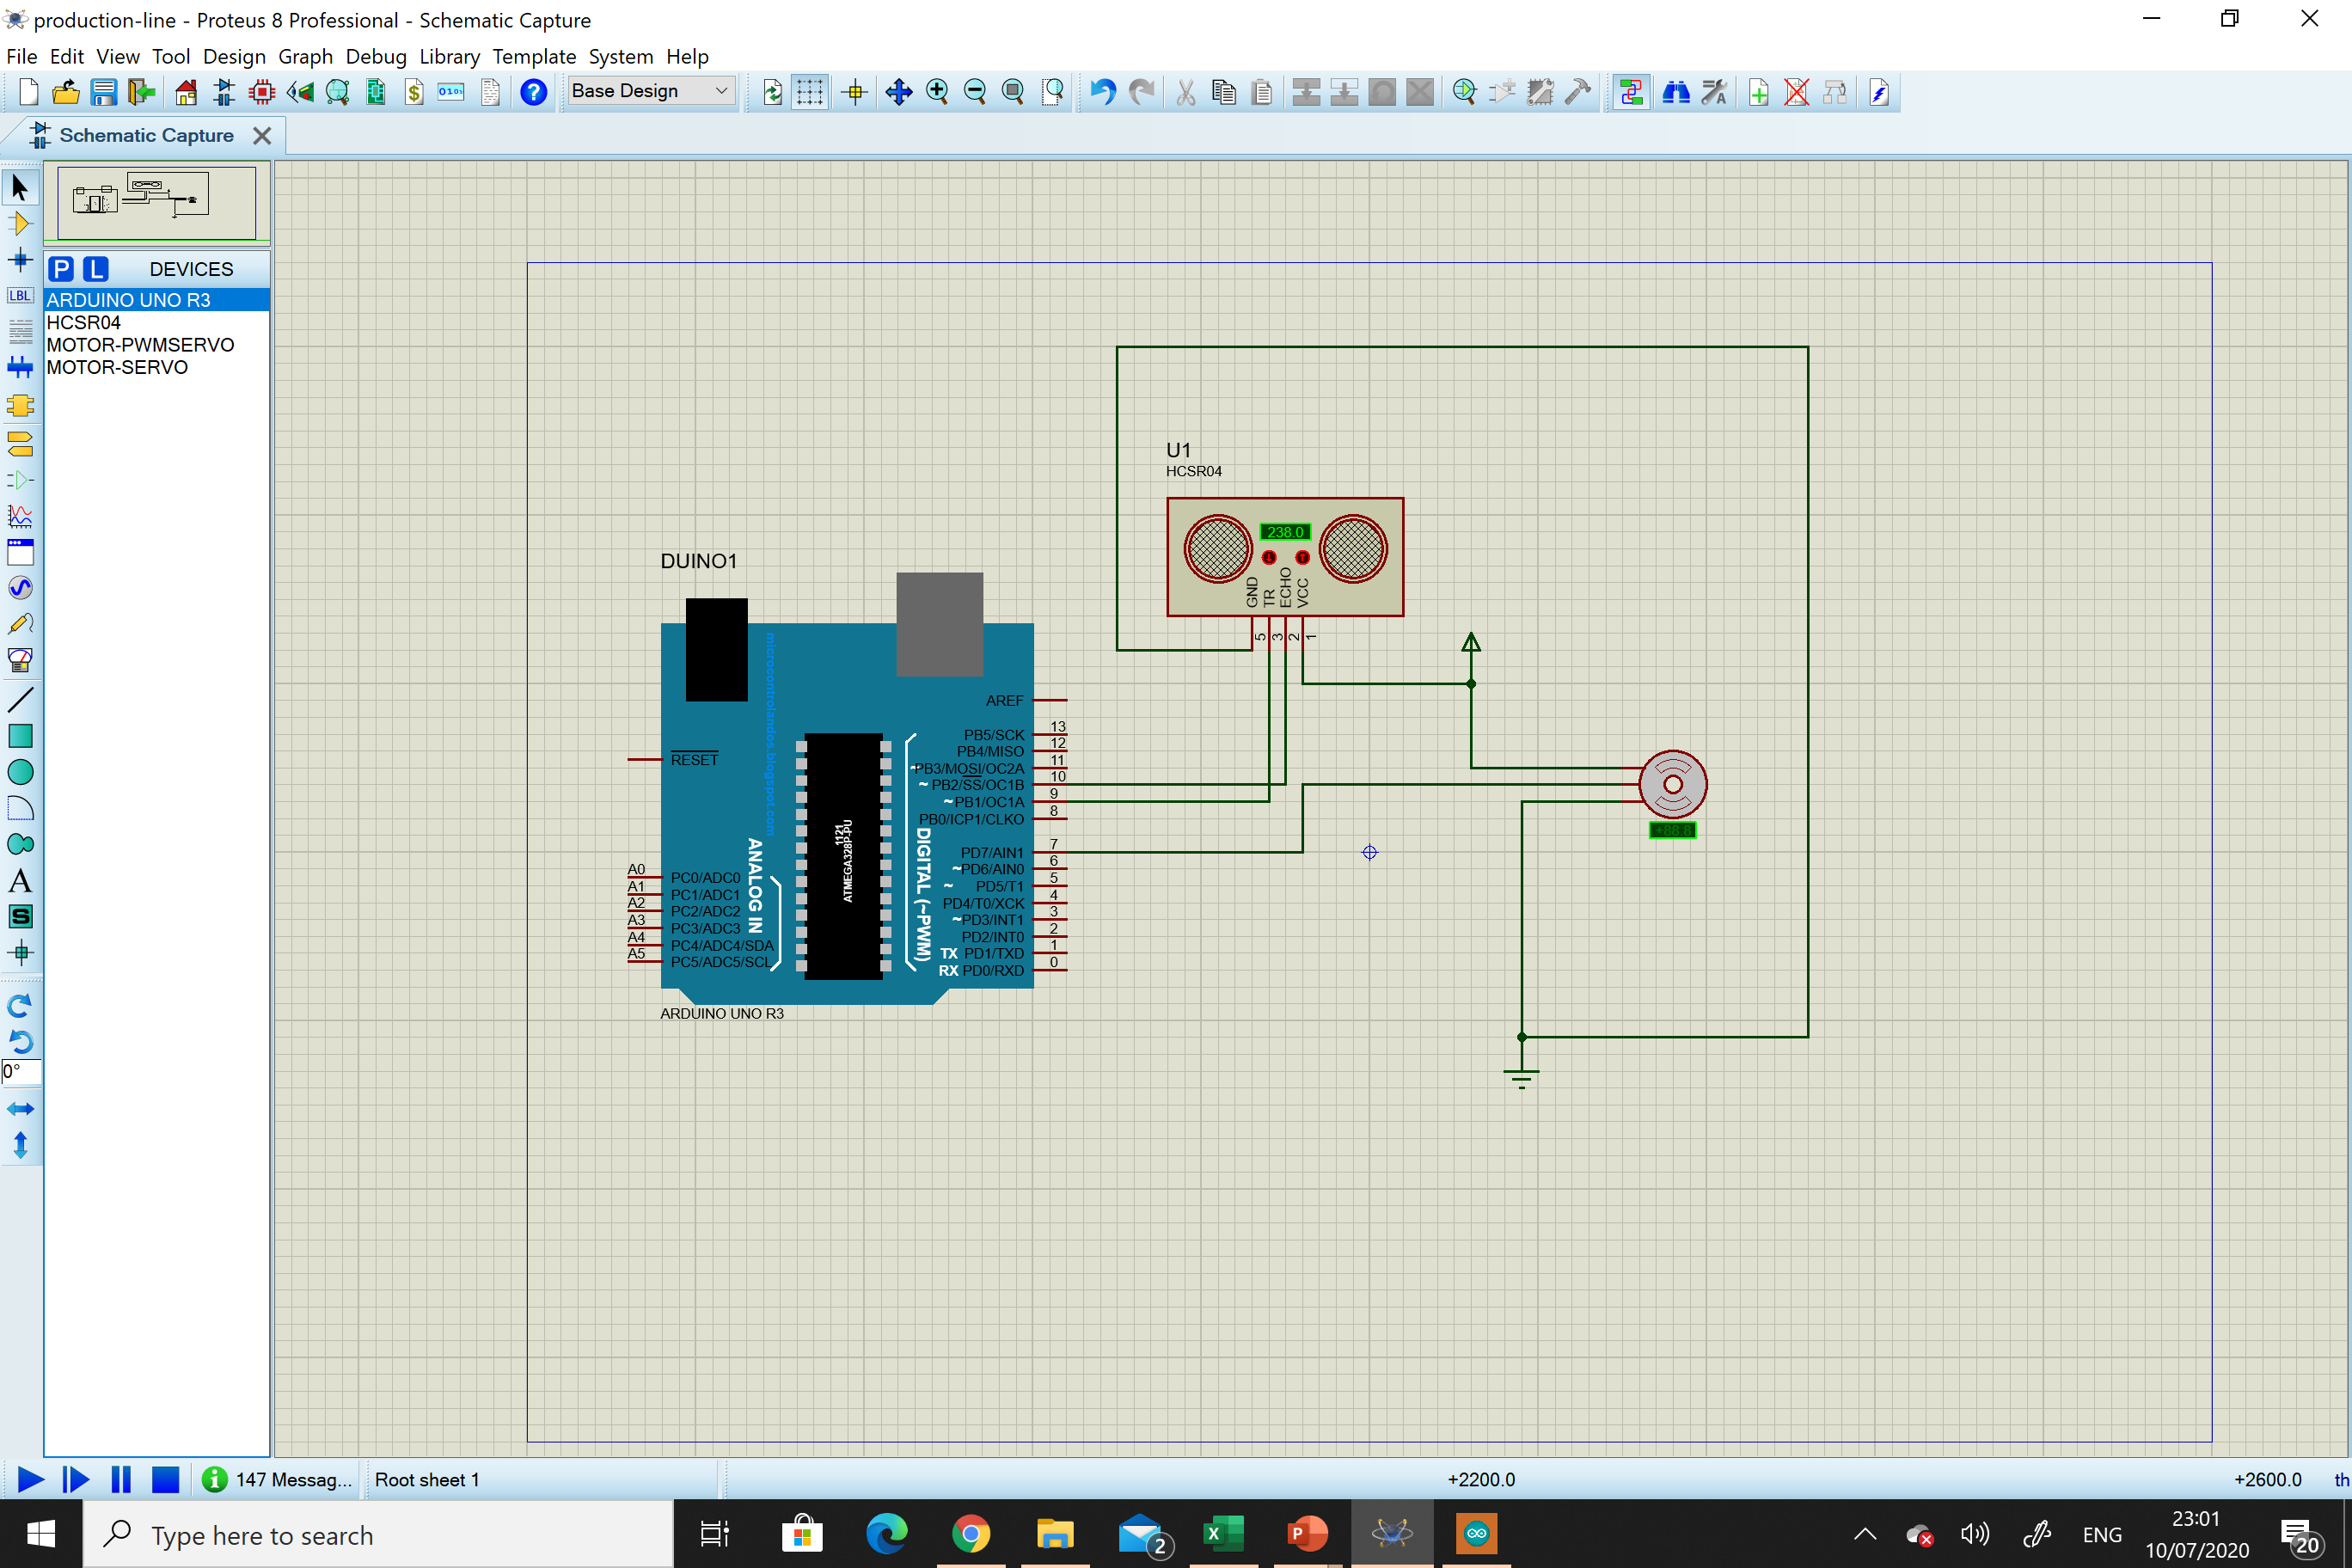 production-line - Proteus 8 Professional - Schematic Capture
File Edit View Tool Design Graph Debug Library Template System Help
Base Design
Schematic Capture
P L DEVICES
ARDUINO UNO R3
HCSR04
MOTOR-PWMSERVO
MOTOR-SERVO
LBL
A
S
0°
U1
HCSR04
238.0
GND
TR
ECHO
VCC
5
3
2
1
DUINO1
microcontrolandos.blogspot.com
AREF
RESET
PB5/SCK 13
PB4/MISO 12
~PB3/MOSI/OC2A 11
~ PB2/SS/OC1B 10
~PB1/OC1A 9
PB0/ICP1/CLKO 8
PD7/AIN1 7
~PD6/AIN0 6
~ PD5/T1 5
PD4/T0/XCK 4
~PD3/INT1 3
PD2/INT0 2
TX PD1/TXD 1
RX PD0/RXD 0
A0 PC0/ADC0
A1 PC1/ADC1
A2 PC2/ADC2
A3 PC3/ADC3
A4 PC4/ADC4/SDA
A5 PC5/ADC5/SCL
ANALOG IN
1121
ATMEGA328P-PU
DIGITAL (~PWM)
ARDUINO UNO R3
+88.8
147 Messag...
Root sheet 1
+2200.0
+2600.0
th
Type here to search
2
ENG
23:01
10/07/2020
20